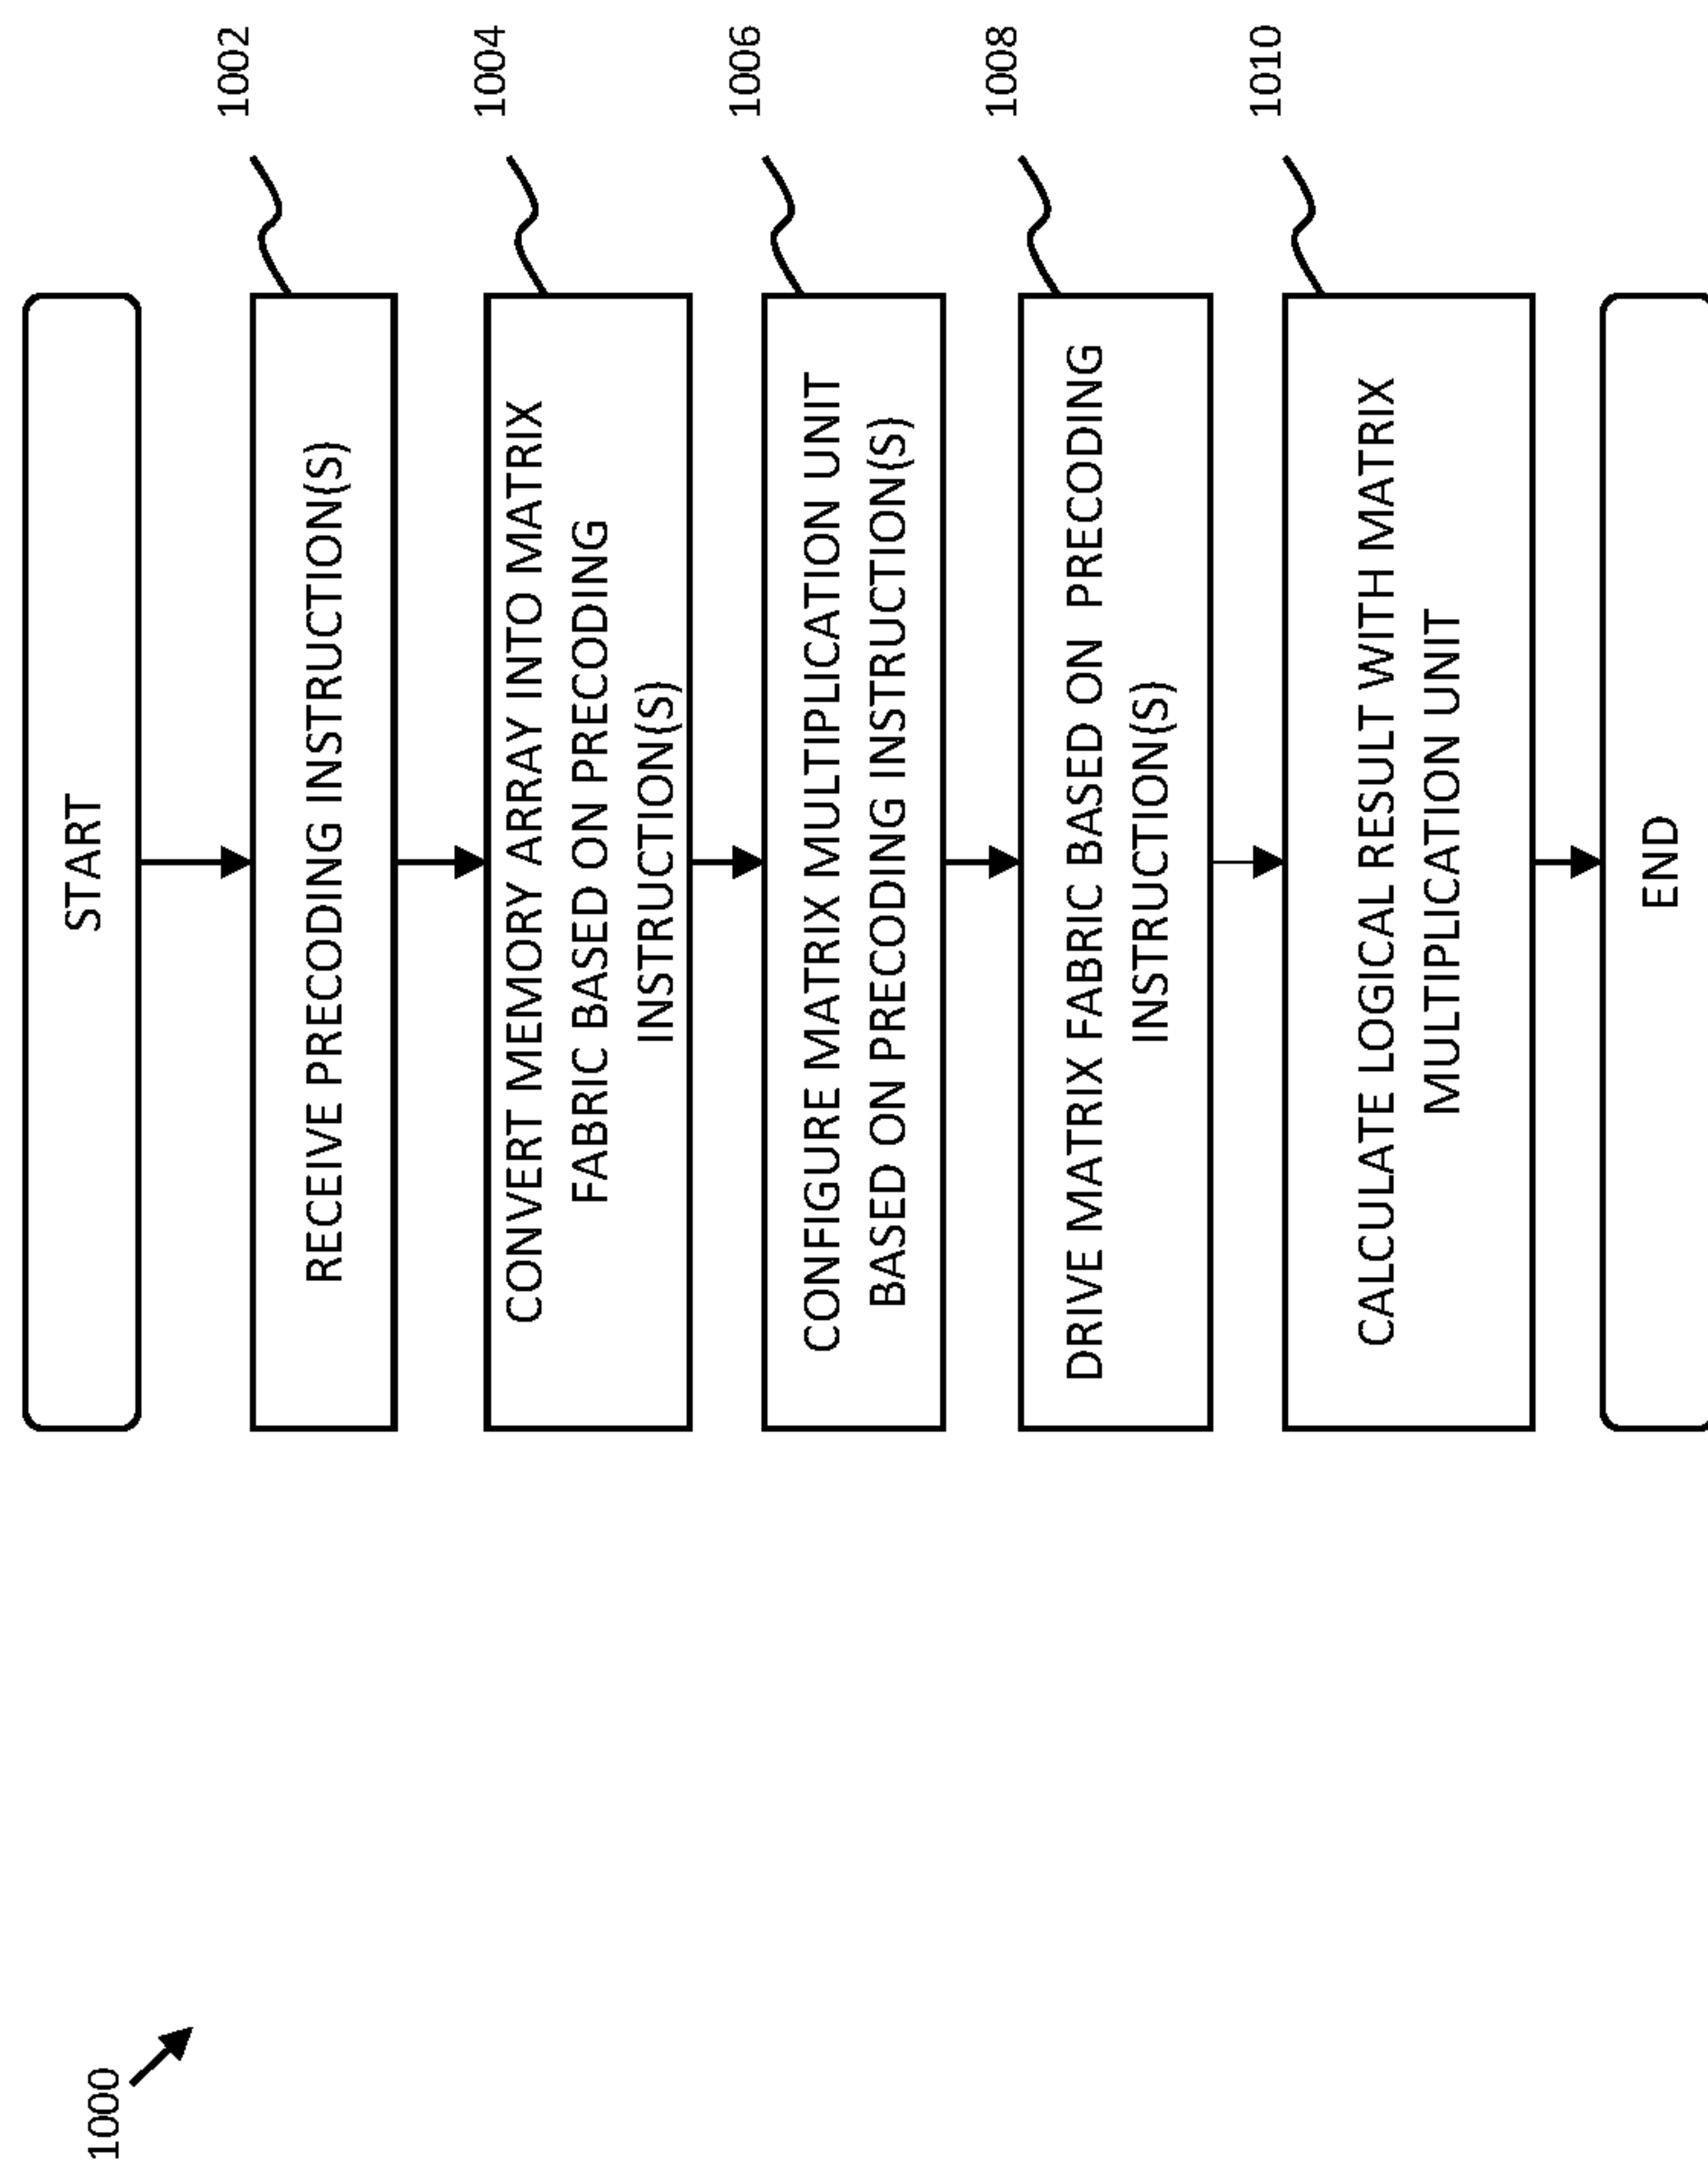 1000
START
RECEIVE PRECODING INSTRUCTION(S)
1002
CONVERT MEMORY ARRAY INTO MATRIX
FABRIC BASED ON PRECODING
INSTRUCTION(S)
1004
CONFIGURE MATRIX MULTIPLICATION UNIT
BASED ON PRECODING INSTRUCTION(S)
1006
DRIVE MATRIX FABRIC BASED ON PRECODING
INSTRUCTION(S)
1008
CALCULATE LOGICAL RESULT WITH MATRIX
MULTIPLICATION UNIT
1010
END